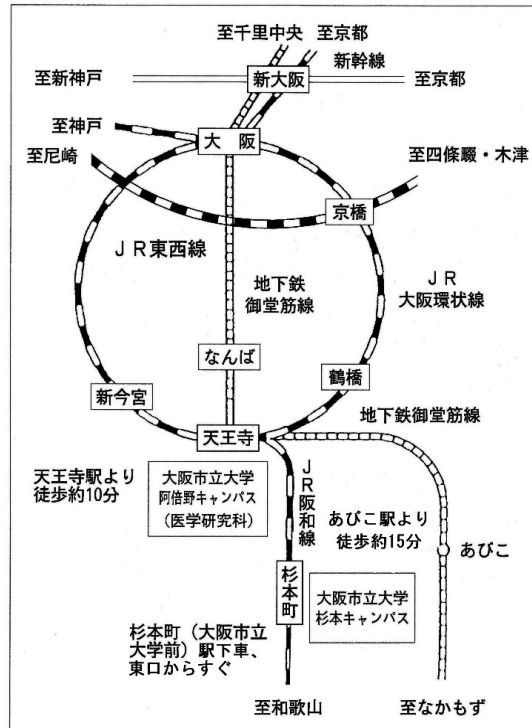 至千里中央 至京都
新幹線
至新神戸
新大阪
至京都
至神戸
大 阪
至尼崎
至四條畷・木津
京橋
JR東西線
地下鉄
御堂筋線
JR
大阪環状線
なんば
鶴橋
新今宮
地下鉄御堂筋線
天王寺
天王寺駅より
徒歩約10分
大阪市立大学
阿倍野キャンパス
(医学研究科)
JR阪和線
あびこ駅より
徒歩約15分
あびこ
杉本町
大阪市立大学
杉本キャンパス
杉本町(大阪市立
大学前)駅下車、
東口からすぐ
至和歌山
至なかもず